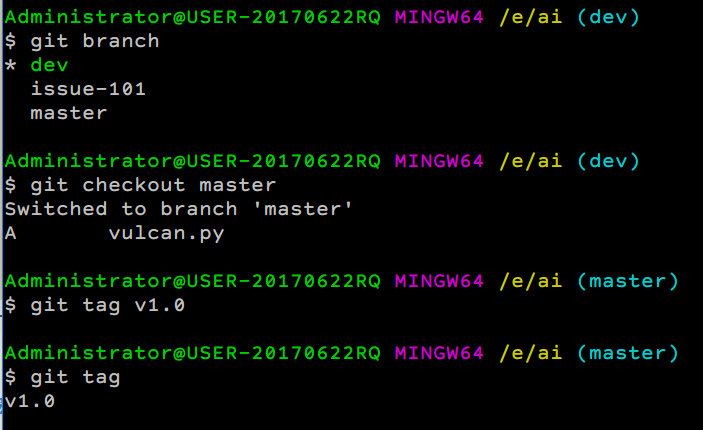 Administrator@USER-20170622RQ MINGW64 /e/ai (dev)
$ git branch
* dev
  issue-101
  master

Administrator@USER-20170622RQ MINGW64 /e/ai (dev)
$ git checkout master
Switched to branch 'master'
A       vulcan.py

Administrator@USER-20170622RQ MINGW64 /e/ai (master)
$ git tag v1.0

Administrator@USER-20170622RQ MINGW64 /e/ai (master)
$ git tag
v1.0